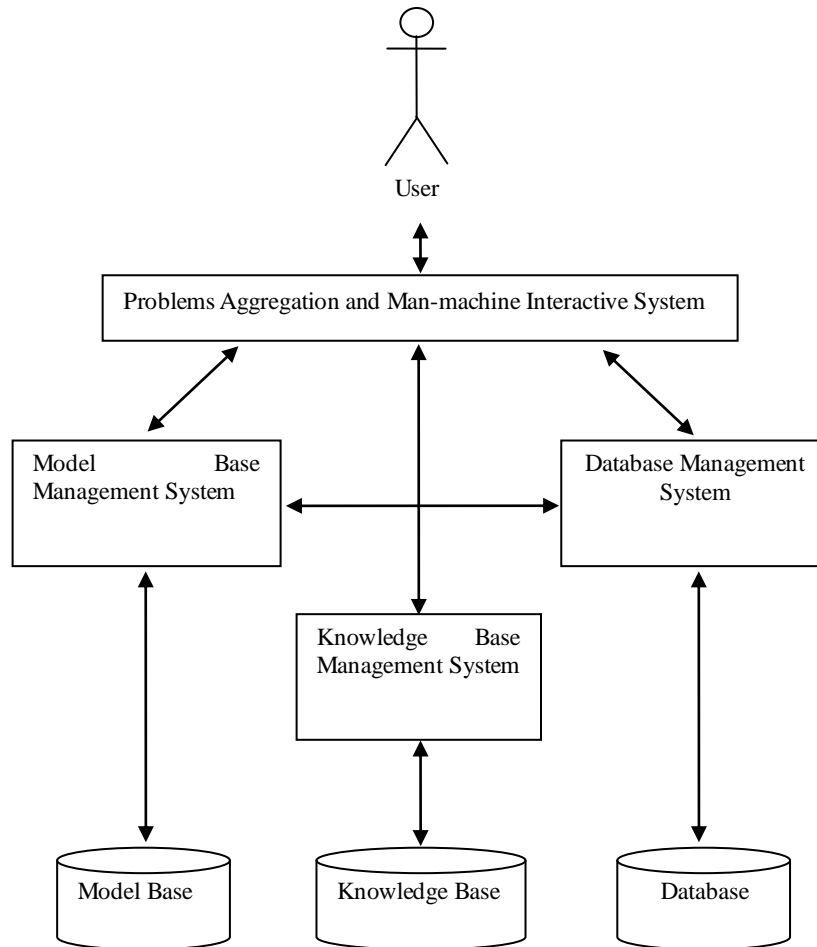 User
Problems Aggregation and Man-machine Interactive System
Model Base
Management System
Database Management
System
Knowledge Base
Management System
Model Base
Knowledge Base
Database